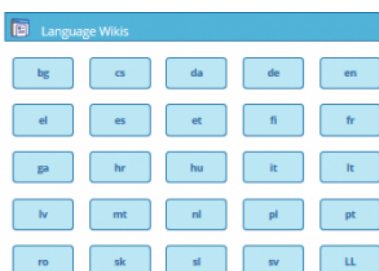 Language Wikis
bg cs da de en
el es et fi fr
ga hr hu it lt
lv mt nl pl pt
ro sk sl sv LL